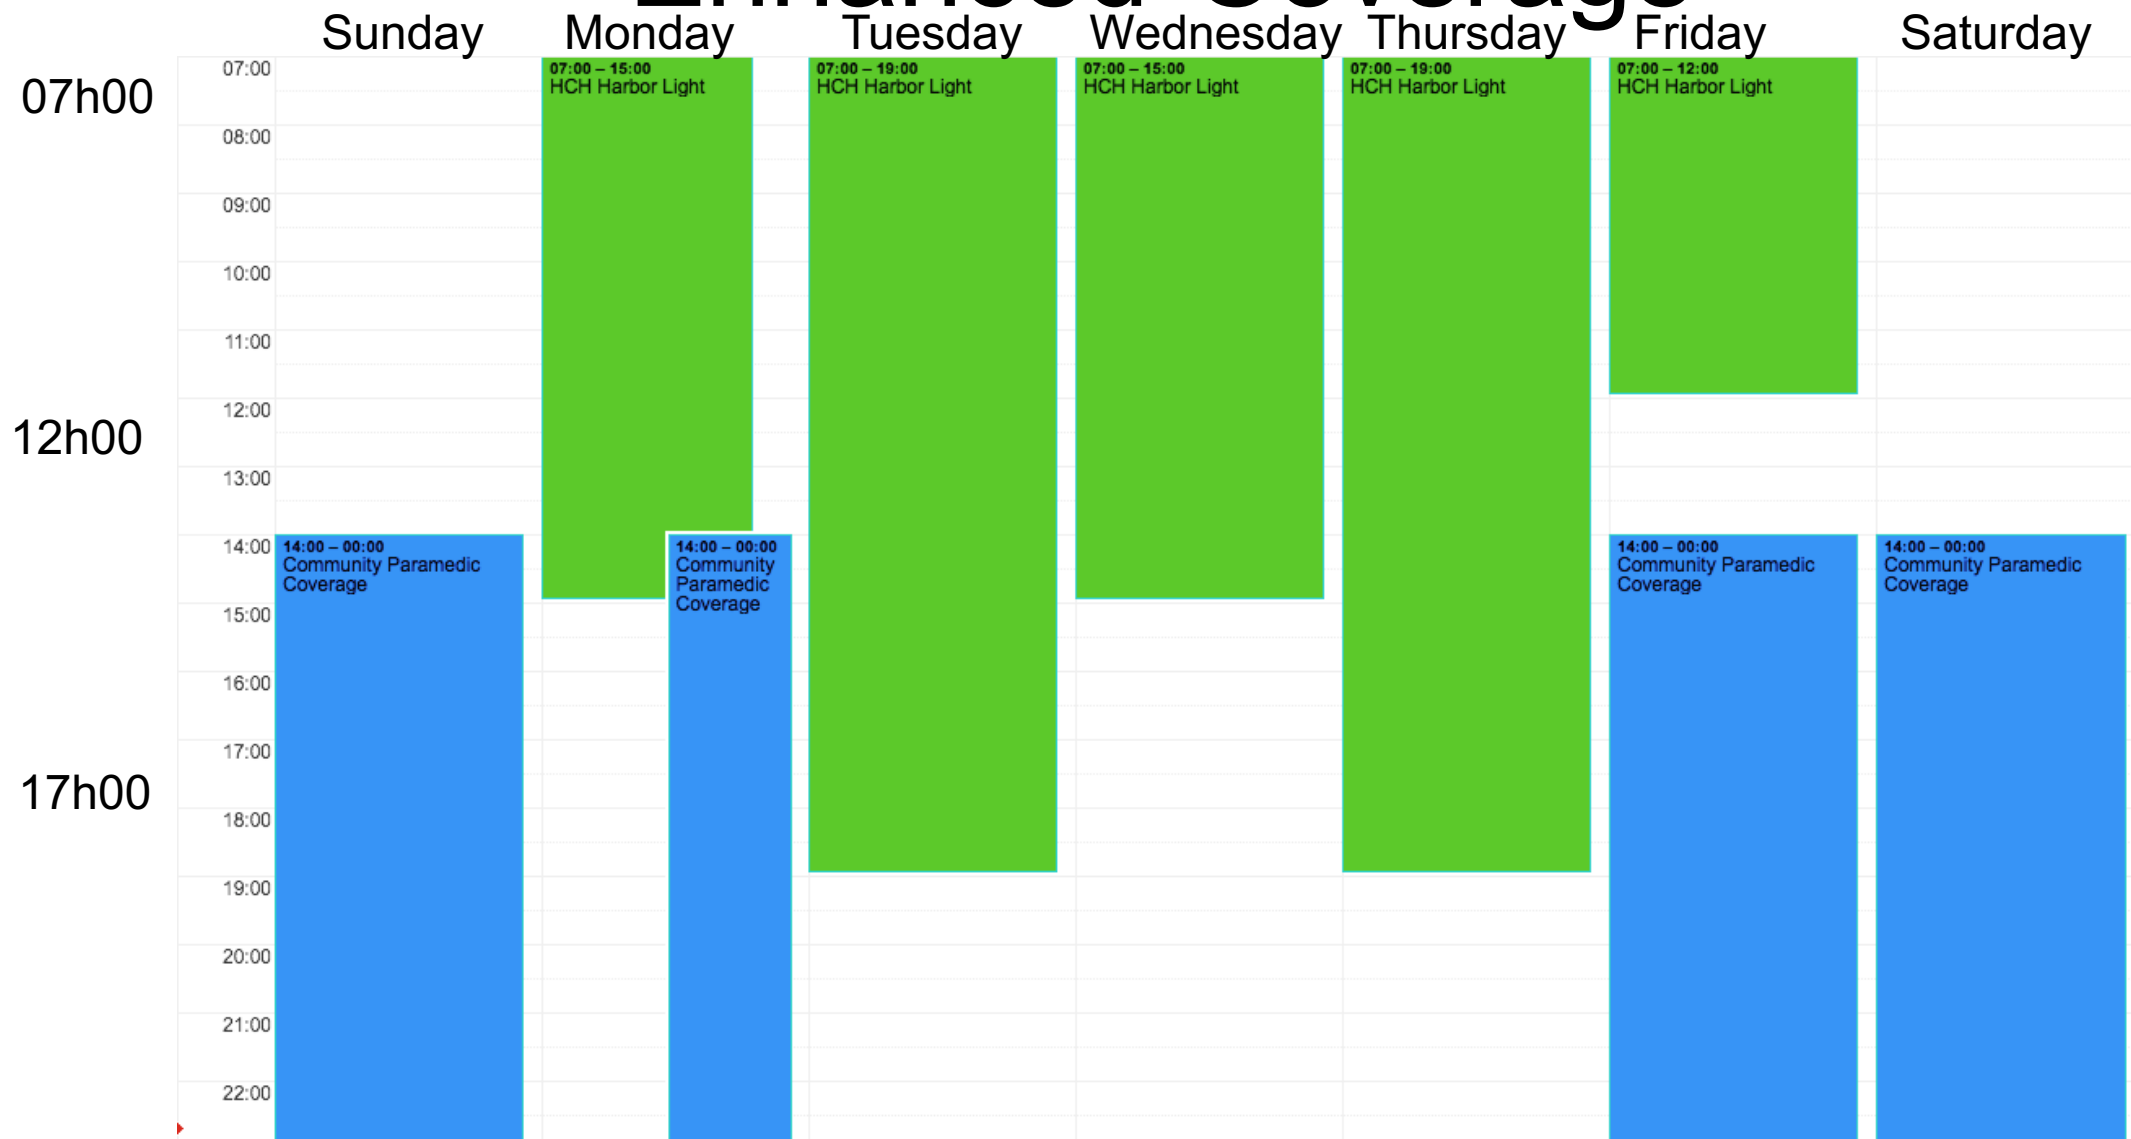 Enhanced Coverage
Sunday Monday Tuesday Wednesday Thursday Friday Saturday
07h00
12h00
17h00
07:00
08:00
09:00
10:00
11:00
12:00
13:00
14:00
15:00
16:00
17:00
18:00
19:00
20:00
21:00
22:00
14:00 – 00:00
Community Paramedic
Coverage
07:00 – 15:00
HCH Harbor Light
14:00 – 00:00
Community
Paramedic
Coverage
07:00 – 19:00
HCH Harbor Light
07:00 – 15:00
HCH Harbor Light
07:00 – 19:00
HCH Harbor Light
07:00 – 12:00
HCH Harbor Light
14:00 – 00:00
Community Paramedic
Coverage
14:00 – 00:00
Community Paramedic
Coverage